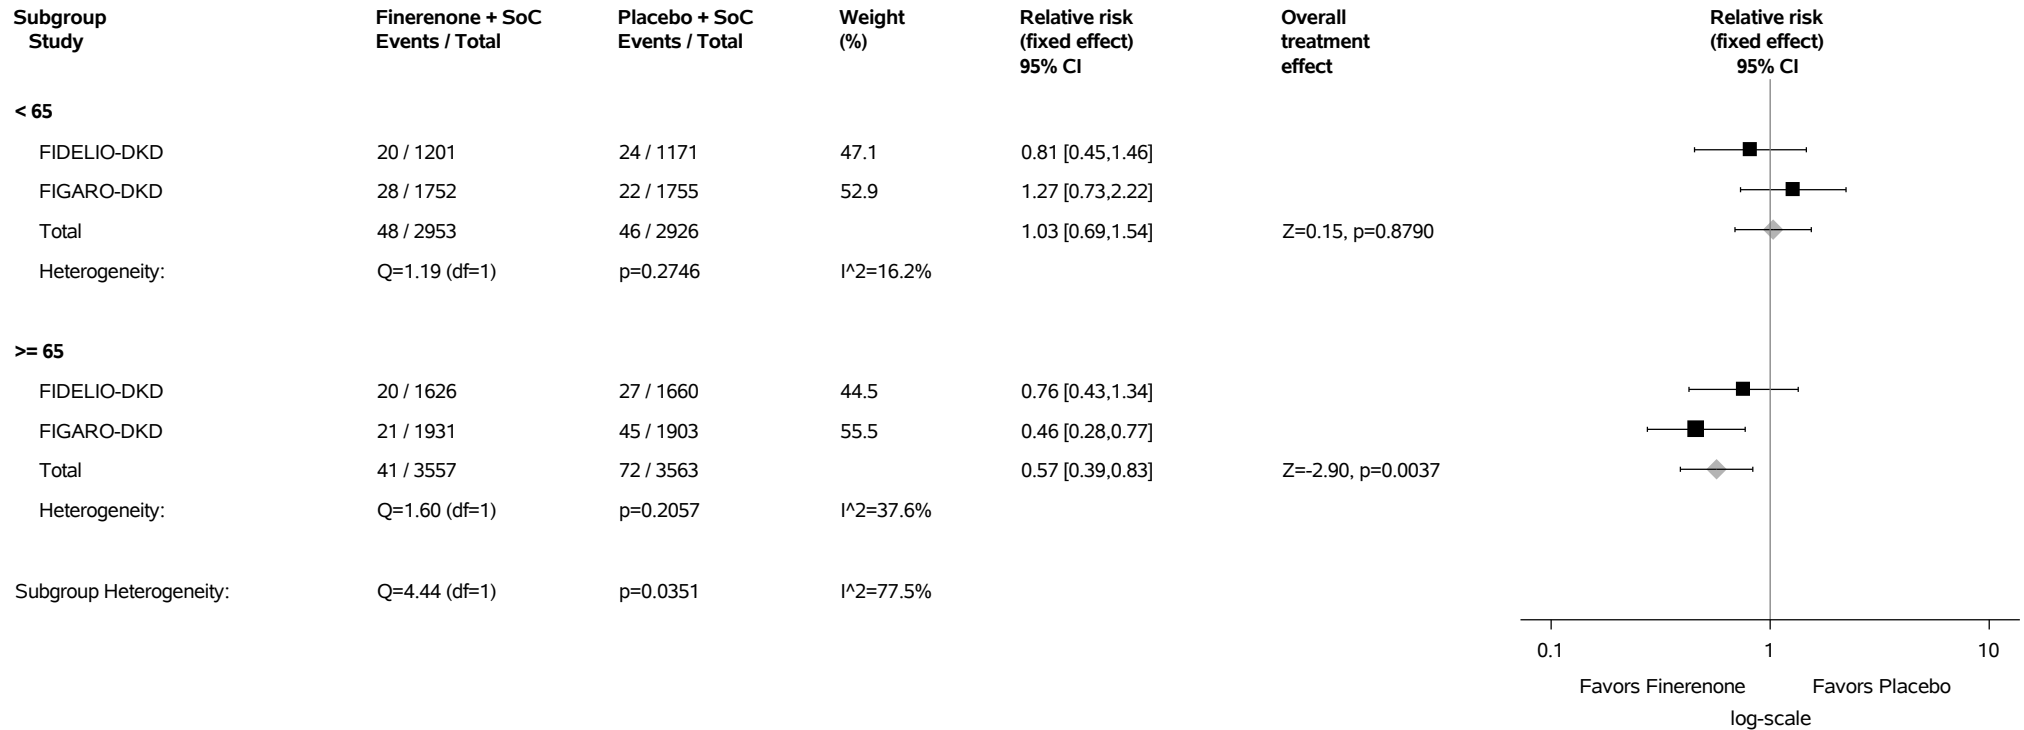 Subgroup Finerenone + SoC Placebo + SoC Weight Relative risk Overall Relative risk
Study Events / Total Events / Total (%) (fixed effect) treatment (fixed effect)
95% CI effect 95% CI
< 65
FIDELIO-DKD 20 / 1201 24 / 1171 47.1 0.81 [0.45,1.46]
FIGARO-DKD 28 / 1752 22 / 1755 52.9 1.27 [0.73,2.22]
Total 48 / 2953 46 / 2926 1.03 [0.69,1.54] Z=0.15, p=0.8790
Heterogeneity: Q=1.19 (df=1) p=0.2746 I^2=16.2%
>= 65
FIDELIO-DKD 20 / 1626 27 / 1660 44.5 0.76 [0.43,1.34]
FIGARO-DKD 21 / 1931 45 / 1903 55.5 0.46 [0.28,0.77]
Total 41 / 3557 72 / 3563 0.57 [0.39,0.83] Z=-2.90, p=0.0037
Heterogeneity: Q=1.60 (df=1) p=0.2057 I^2=37.6%
Subgroup Heterogeneity: Q=4.44 (df=1) p=0.0351 I^2=77.5%
0.1 1 10
Favors Finerenone Favors Placebo
log-scale